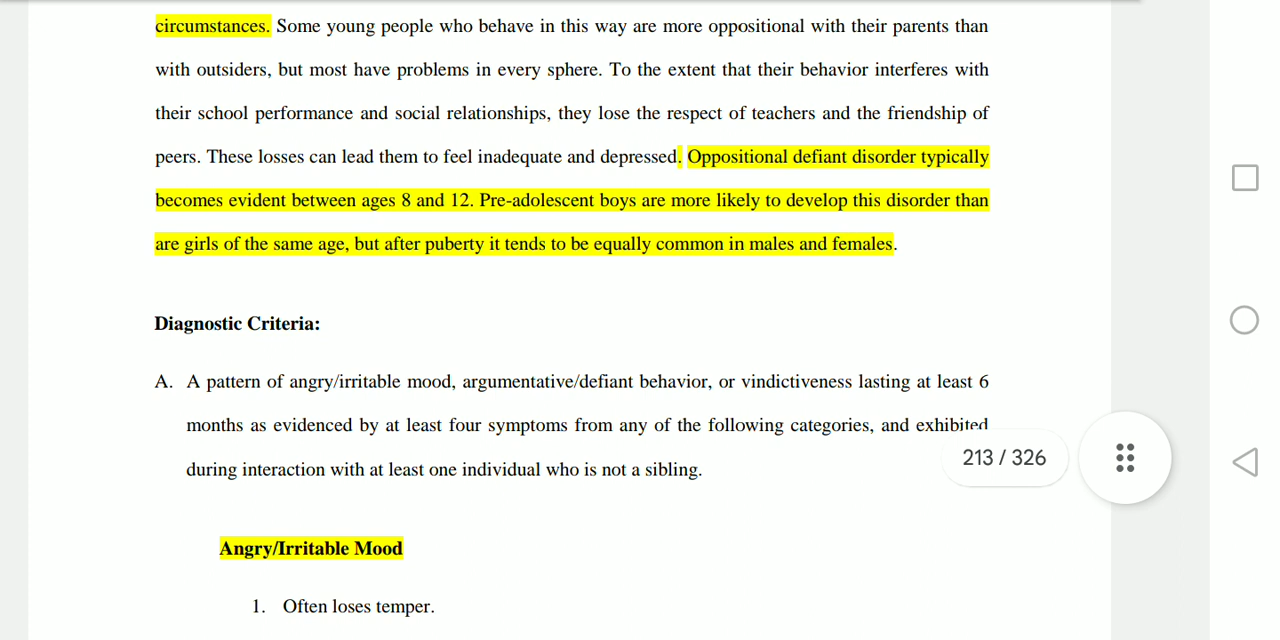 circumstances. Some young people who behave in this way are more oppositional with their parents than
with outsiders, but most have problems in every sphere. To the extent that their behavior interferes with
their school performance and social relationships, they lose the respect of teachers and the friendship of
peers. These losses can lead them to feel inadequate and depressed. Oppositional defiant disorder typically
becomes evident between ages 8 and 12. Pre-adolescent boys are more likely to develop this disorder than
are girls of the same age, but after puberty it tends to be equally common in males and females.
Diagnostic Criteria:
A. A pattern of angry/irritable mood, argumentative/defiant behavior, or vindictiveness lasting at least 6
months as evidenced by at least four symptoms from any of the following categories, and exhibited
during interaction with at least one individual who is not a sibling.
213 / 326
Angry/Irritable Mood
1. Often loses temper.